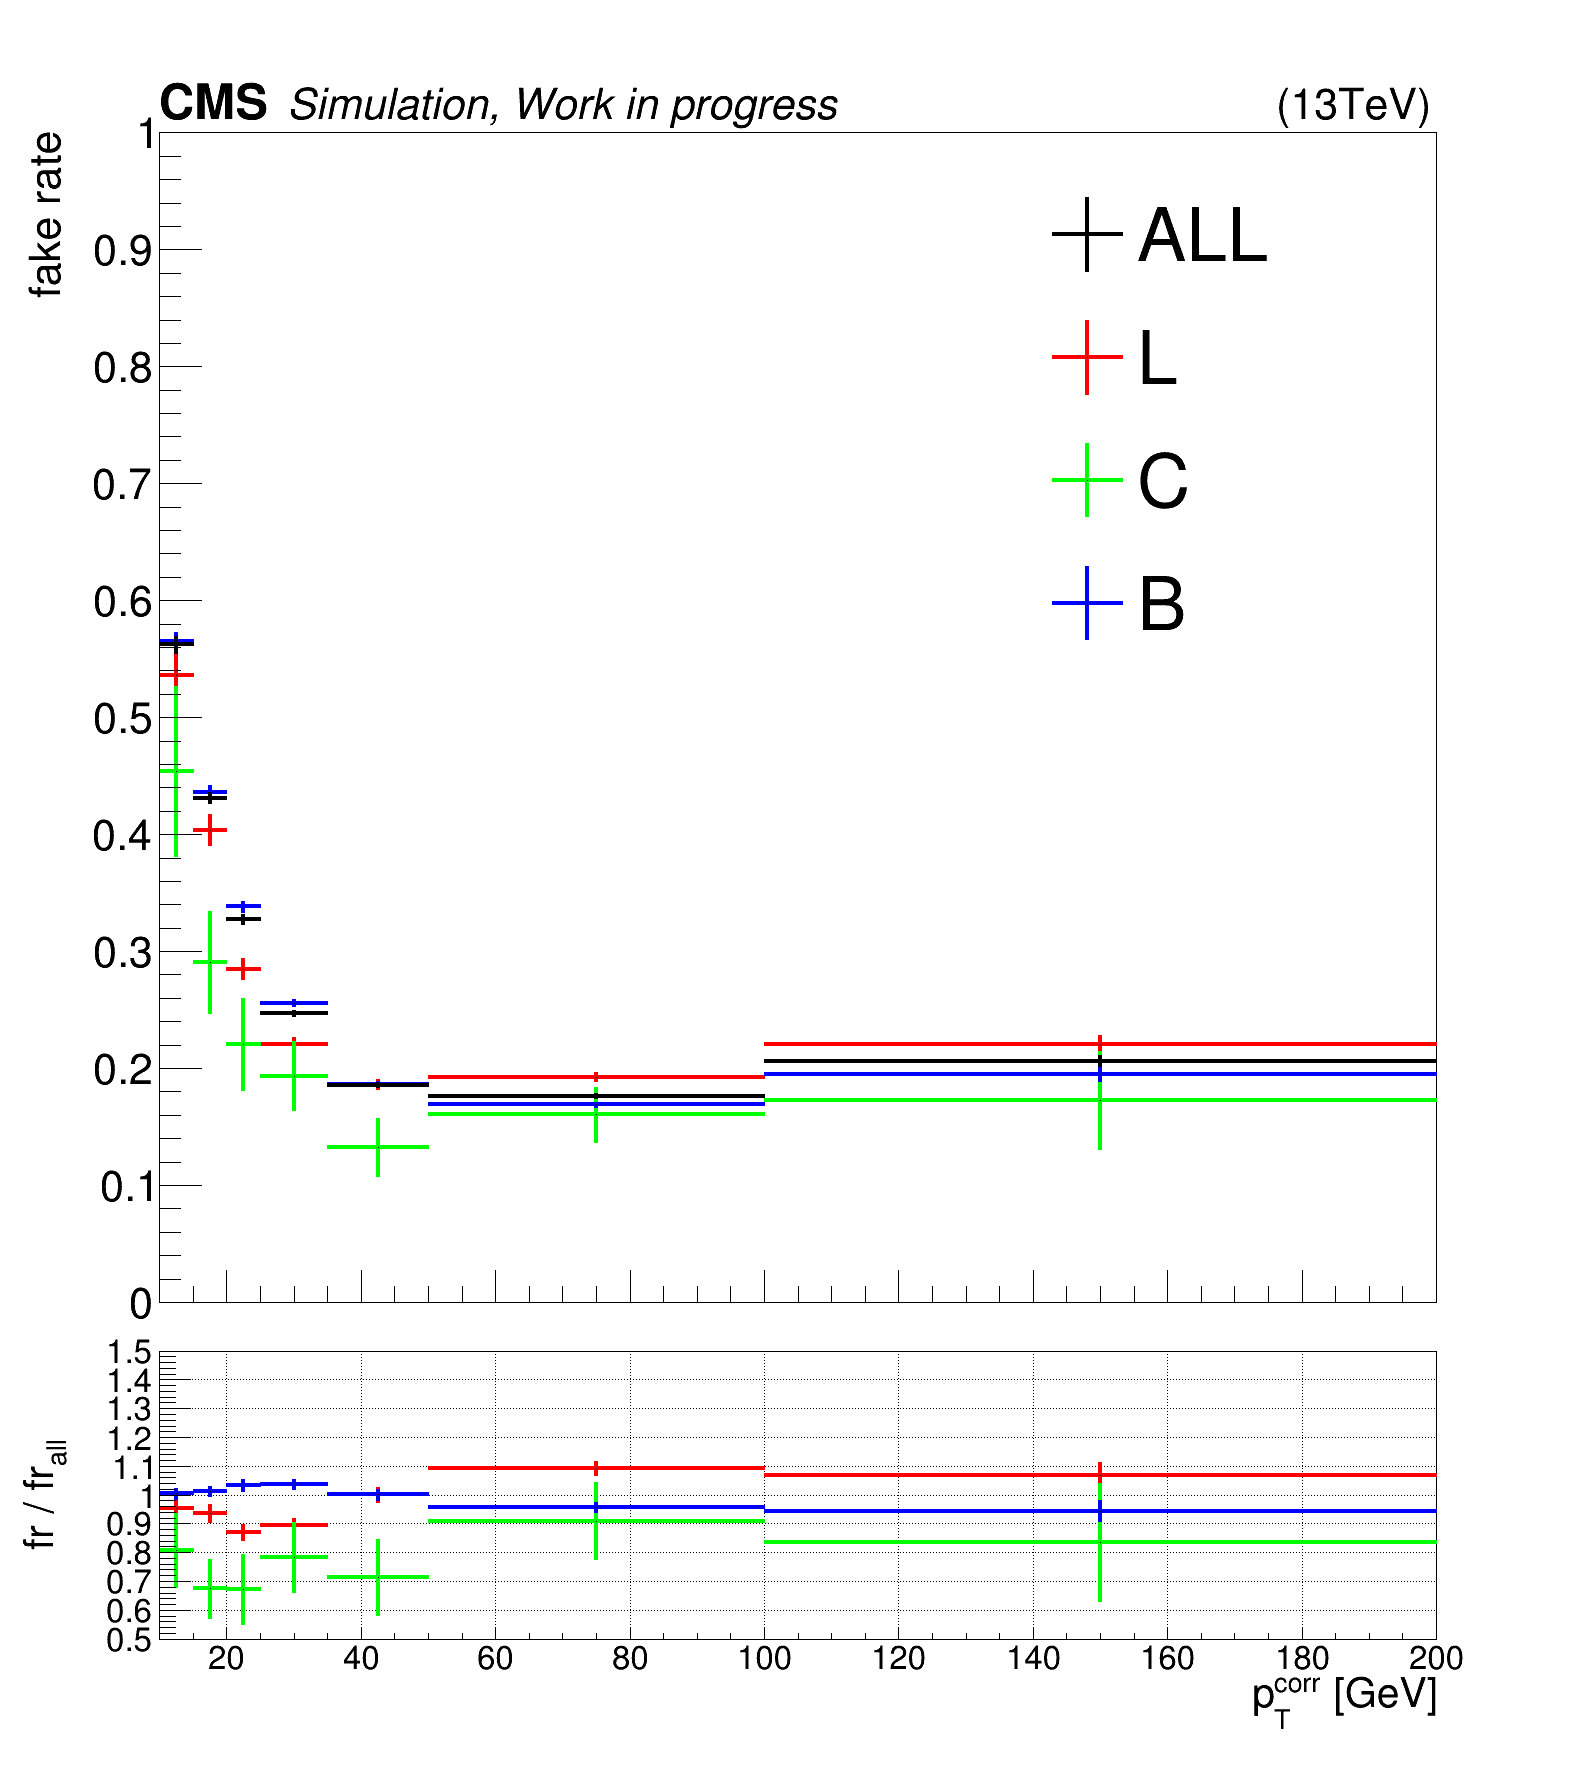 CMS Simulation, Work in progress (13TeV)
fake rate
1
0.9
0.8
0.7
0.6
0.5
0.4
0.3
0.2
0.1
0
ALL
L
C
B
fr / fr_all
1.5
1.4
1.3
1.2
1.1
1
0.9
0.8
0.7
0.6
0.5
20 40 60 80 100 120 140 160 180 200
p_T^corr [GeV]